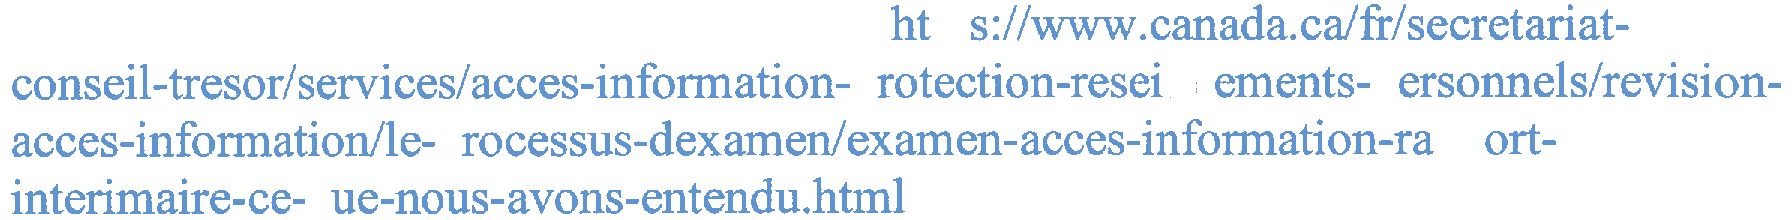 ht s://www.canada.ca/fr/secretariat-
conseil-tresor/services/acces-information- rotection-resei ements- ersonnels/revision-
acces-information/le- rocessus-dexamen/examen-acces-information-ra ort-
interimaire-ce- ue-nous-avons-entendu.html